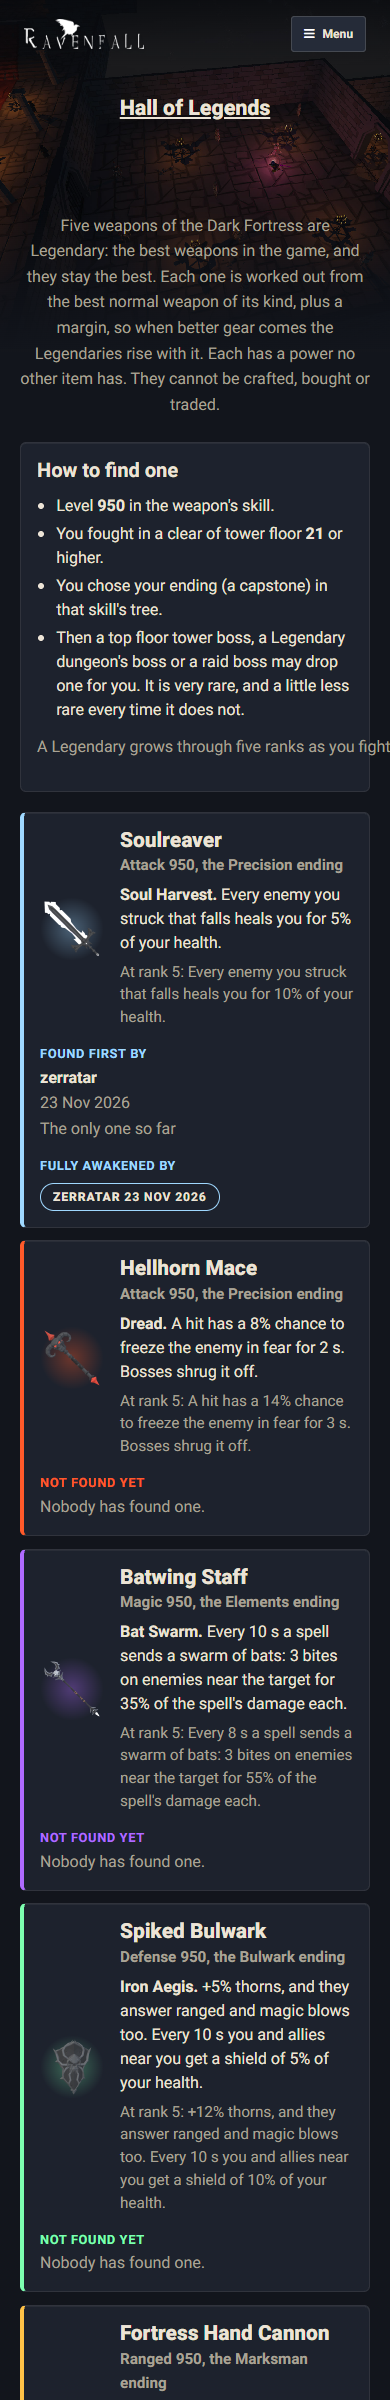 RAVENFALL
☰ Menu
Hall of Legends
Five weapons of the Dark Fortress are
Legendary: the best weapons in the game, and
they stay the best. Each one is worked out from
the best normal weapon of its kind, plus a
margin, so when better gear comes the
Legendaries rise with it. Each has a power no
other item has. They cannot be crafted, bought or
traded.
How to find one
• Level 950 in the weapon's skill.
• You fought in a clear of tower floor 21 or
higher.
• You chose your ending (a capstone) in
that skill's tree.
• Then a top floor tower boss, a Legendary
dungeon's boss or a raid boss may drop
one for you. It is very rare, and a little less
rare every time it does not.
A Legendary grows through five ranks as you fight
Soulreaver
Attack 950, the Precision ending
Soul Harvest. Every enemy you
struck that falls heals you for 5%
of your health.
At rank 5: Every enemy you struck
that falls heals you for 10% of your
health.
FOUND FIRST BY
zerratar
23 Nov 2026
The only one so far
FULLY AWAKENED BY
ZERRATAR 23 NOV 2026
Hellhorn Mace
Attack 950, the Precision ending
Dread. A hit has a 8% chance to
freeze the enemy in fear for 2 s.
Bosses shrug it off.
At rank 5: A hit has a 14% chance
to freeze the enemy in fear for 3 s.
Bosses shrug it off.
NOT FOUND YET
Nobody has found one.
Batwing Staff
Magic 950, the Elements ending
Bat Swarm. Every 10 s a spell
sends a swarm of bats: 3 bites
on enemies near the target for
35% of the spell's damage each.
At rank 5: Every 8 s a spell sends a
swarm of bats: 3 bites on enemies
near the target for 55% of the
spell's damage each.
NOT FOUND YET
Nobody has found one.
Spiked Bulwark
Defense 950, the Bulwark ending
Iron Aegis. +5% thorns, and they
answer ranged and magic blows
too. Every 10 s you and allies
near you get a shield of 5% of
your health.
At rank 5: +12% thorns, and they
answer ranged and magic blows
too. Every 10 s you and allies near
you get a shield of 10% of your
health.
NOT FOUND YET
Nobody has found one.
Fortress Hand Cannon
Ranged 950, the Marksman
ending